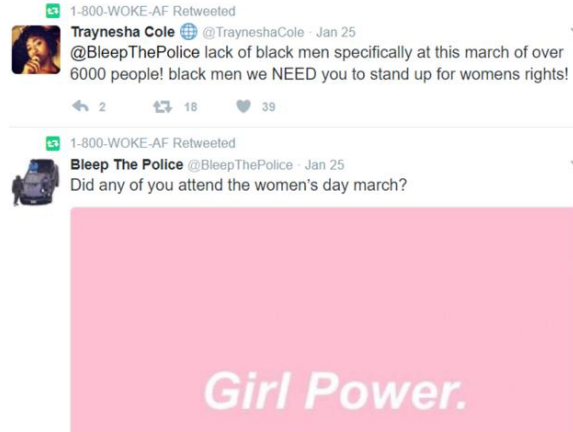 1-800-WOKE-AF Retweeted
Traynesha Cole @TrayneshaCole · Jan 25
@BleepThePolice lack of black men specifically at this march of over
6000 people! black men we NEED you to stand up for womens rights!
2 18 39
1-800-WOKE-AF Retweeted
Bleep The Police @BleepThePolice · Jan 25
Did any of you attend the women's day march?
Girl Power.